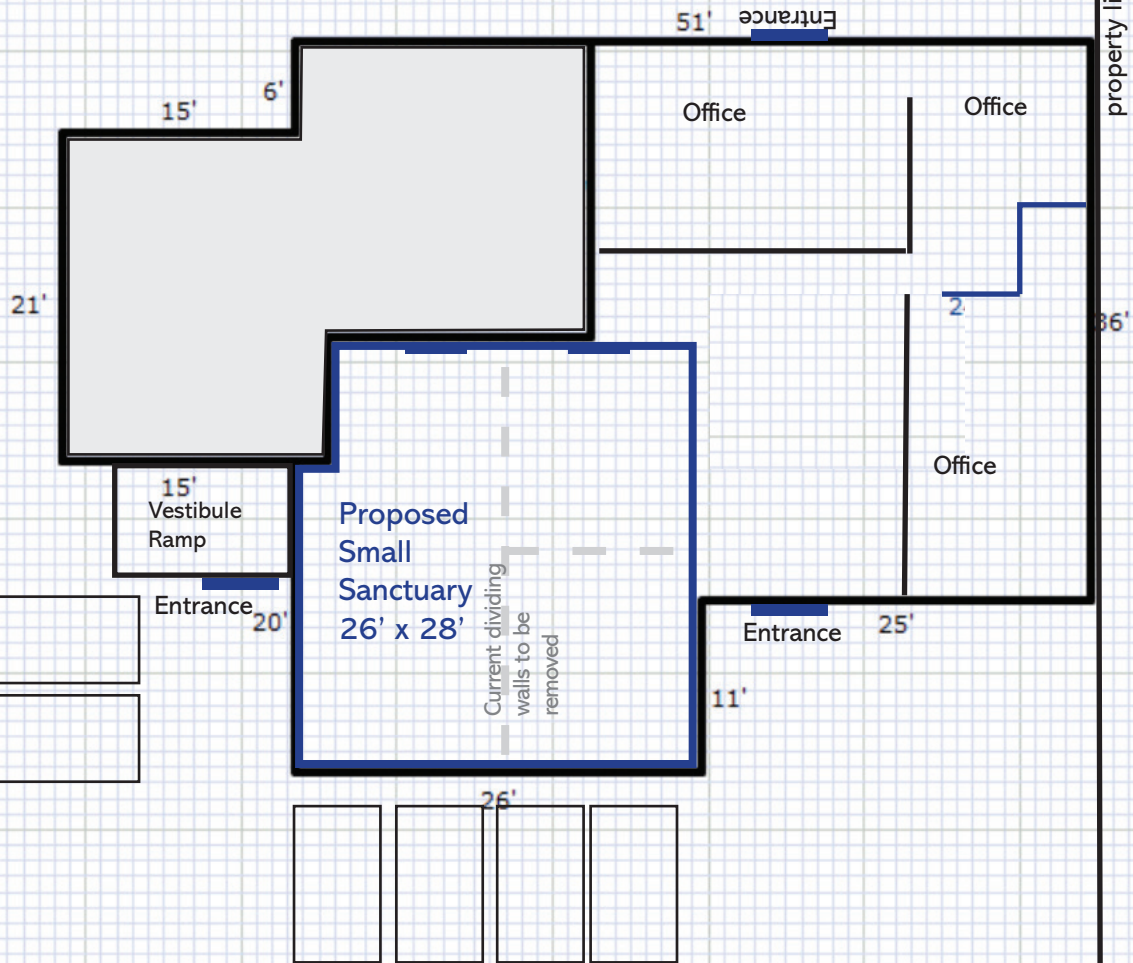 51'
Entrance
property li
6'
15'
Office
Office
21'
2
36'
Office
15'
Vestibule
Ramp
Proposed
Small
Sanctuary
26' x 28'
Current dividing
walls to be
removed
Entrance
20'
Entrance
25'
11'
26'